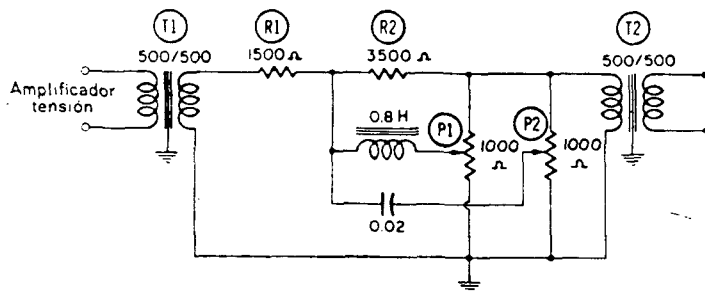 T1
500/500
R1
1500 Ω
R2
3500 Ω
T2
500/500
Amplificador
tensión
0.8 H
P1
1000
Ω
P2
1000
Ω
0.02